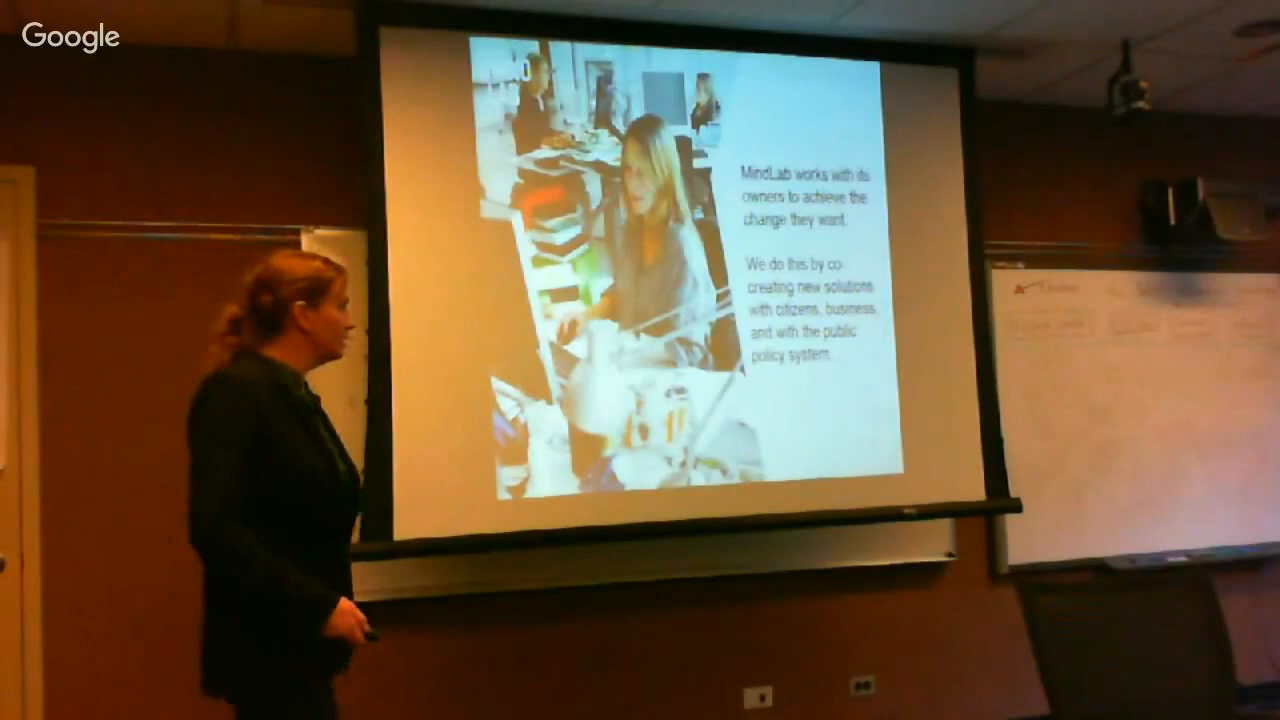 Google
MindLab works with its
owners to achieve the
change they want.
We do this by co-
creating new solutions
with citizens, business
and with the public
policy system.